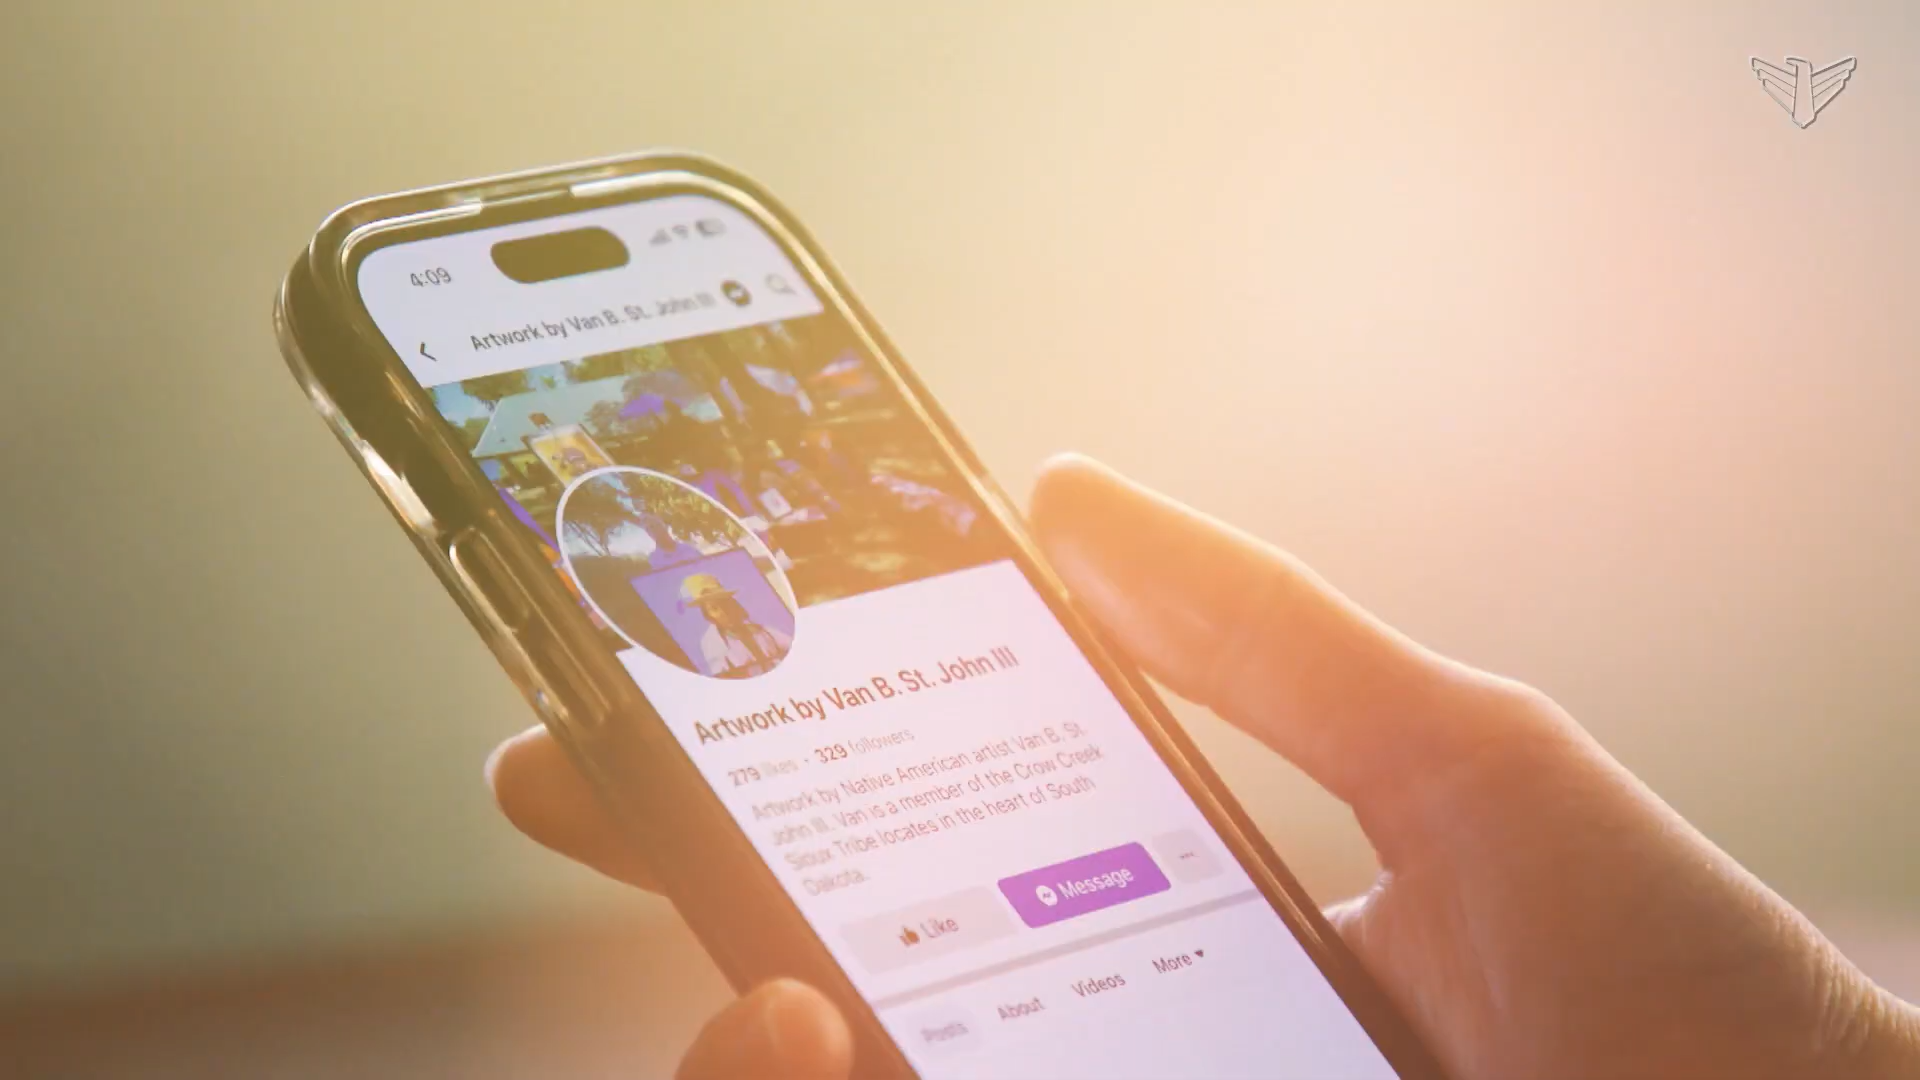 4:09
Artwork by Van B. St. John III
Artwork by Van B. St. John III
279 likes · 329 followers
Artwork by Native American artist Van B. St.
John III. Van is a member of the Crow Creek
Sioux Tribe locates in the heart of South
Dakota.
Like
Message
Posts
About
Videos
More